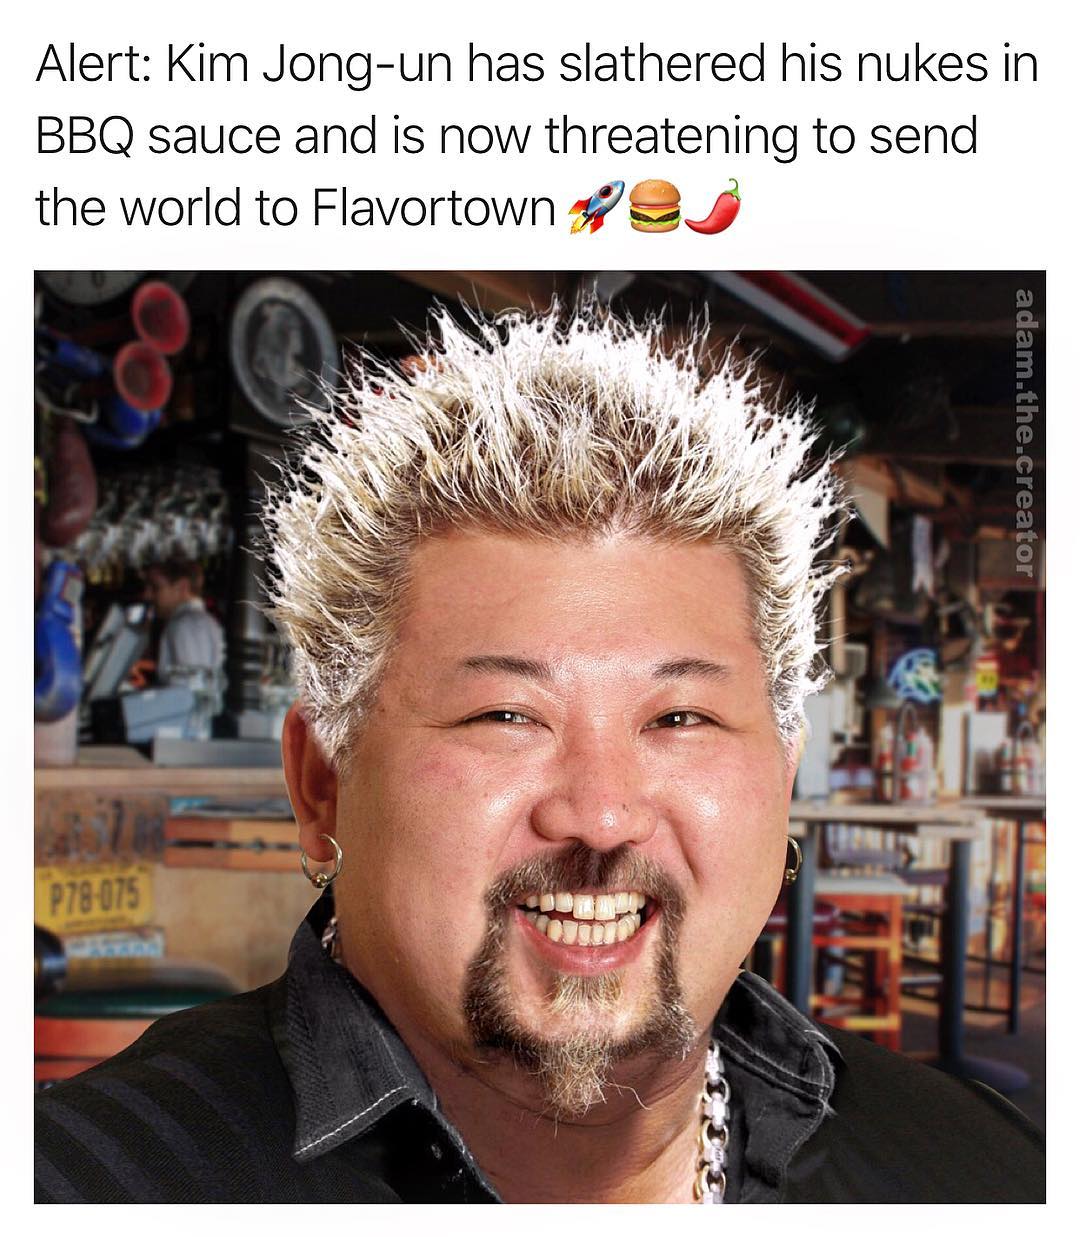 Alert: Kim Jong-un has slathered his nukes in
BBQ sauce and is now threatening to send
the world to Flavortown 🚀🍔🌶️
adam.the.creator
P78-075